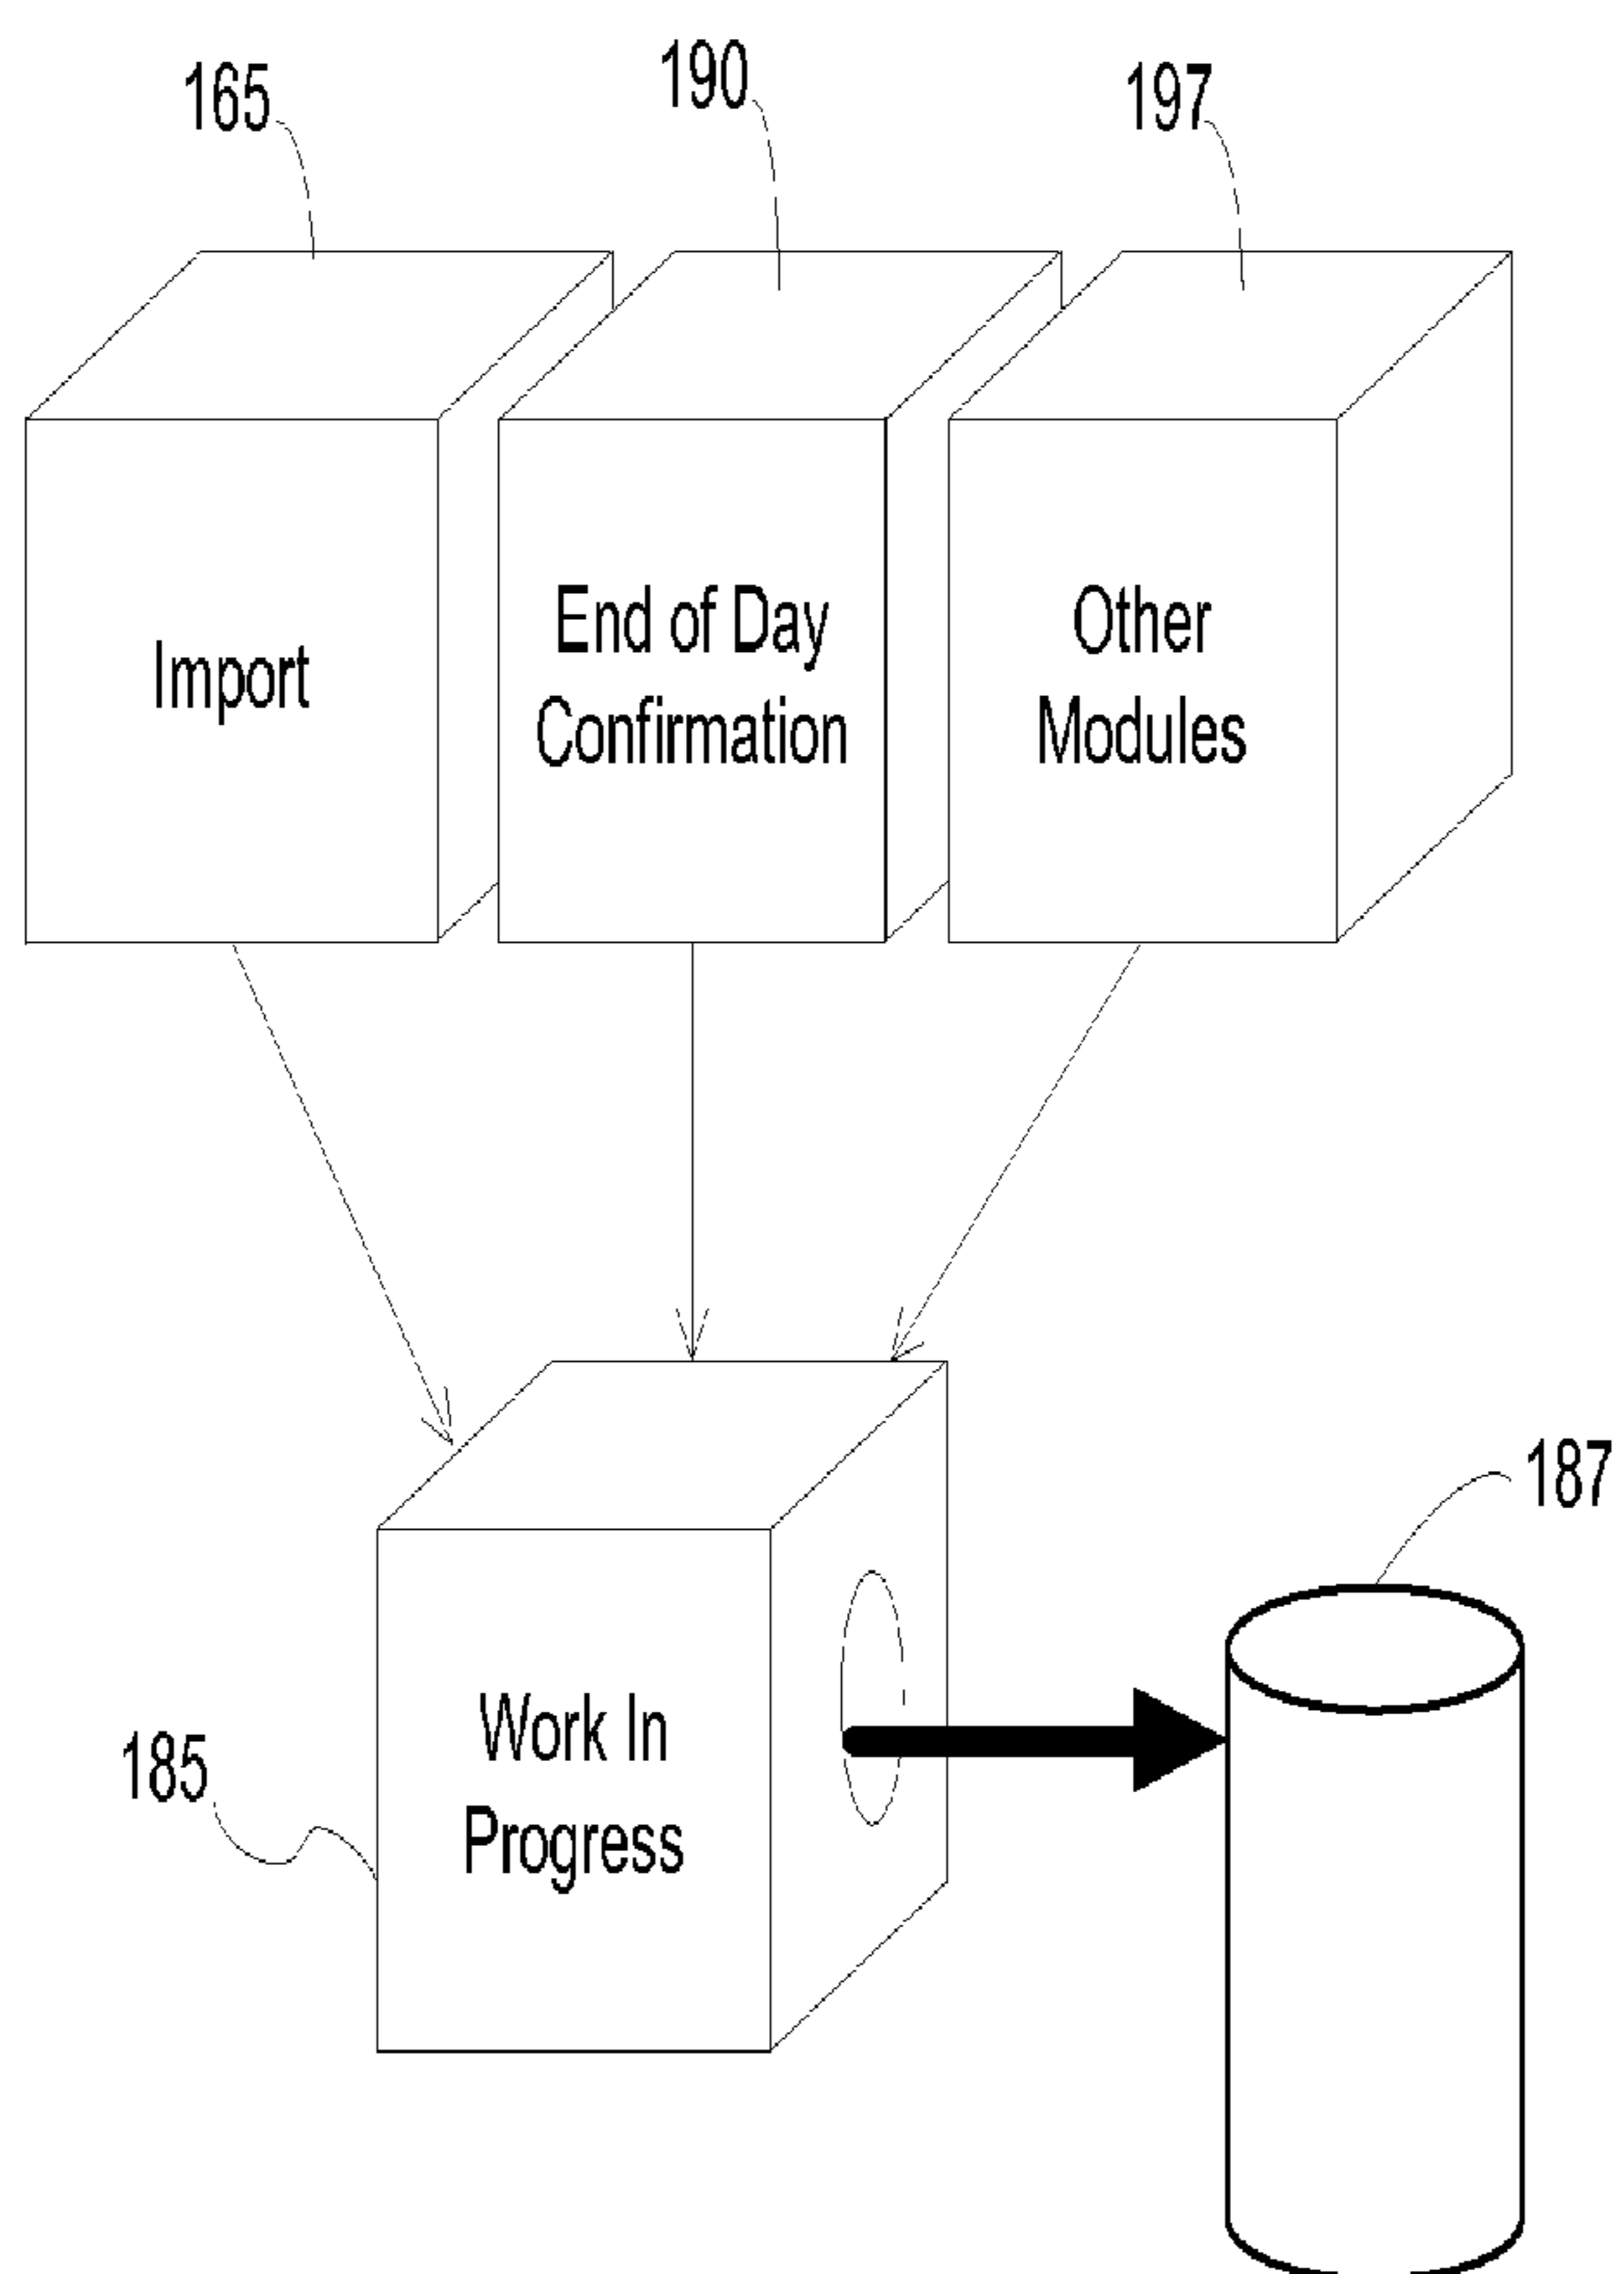 165
190
197
Import
End of Day
Confirmation
Other
Modules
187
185
Work In
Progress